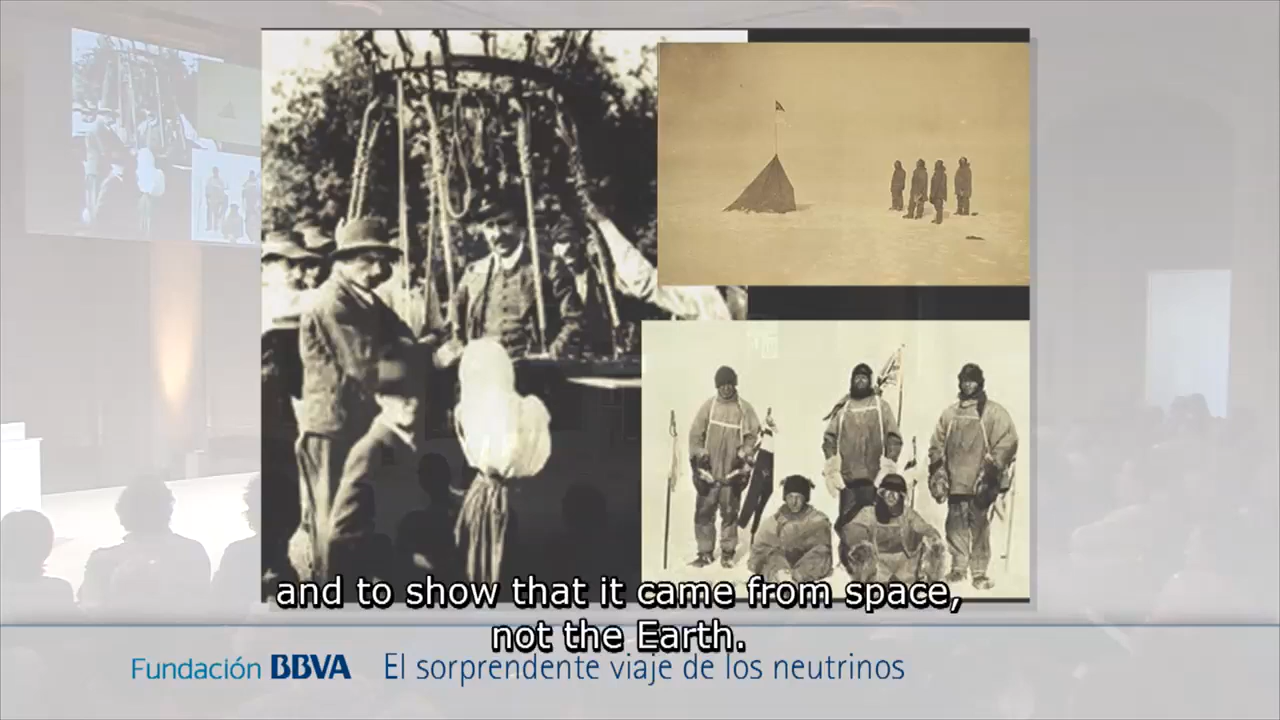 and to show that it came from space,
not the Earth.
Fundación BBVA El sorprendente viaje de los neutrinos